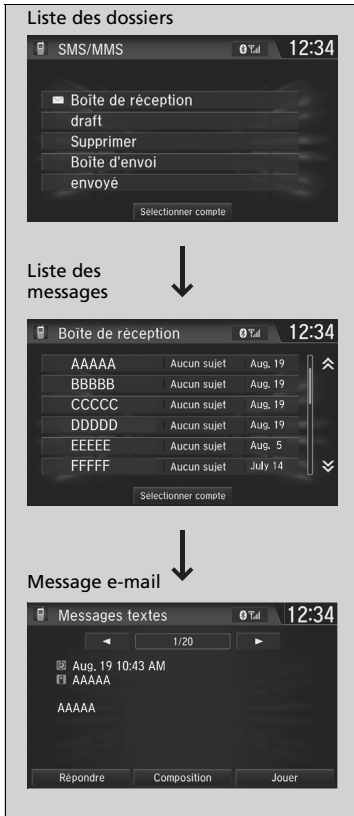 Liste des dossiers
SMS/MMS 12:34
Boîte de réception
draft
Supprimer
Boîte d'envoi
envoyé
Sélectionner compte
Liste des
messages
Boîte de réception 12:34
AAAAA Aucun sujet Aug. 19
BBBBB Aucun sujet Aug. 19
CCCCC Aucun sujet Aug. 19
DDDDD Aucun sujet Aug. 19
EEEEE Aucun sujet Aug. 5
FFFFF Aucun sujet July 14
Sélectionner compte
Message e-mail
Messages textes 12:34
1/20
Aug. 19 10:43 AM
AAAAA
AAAAA
Répondre Composition Jouer